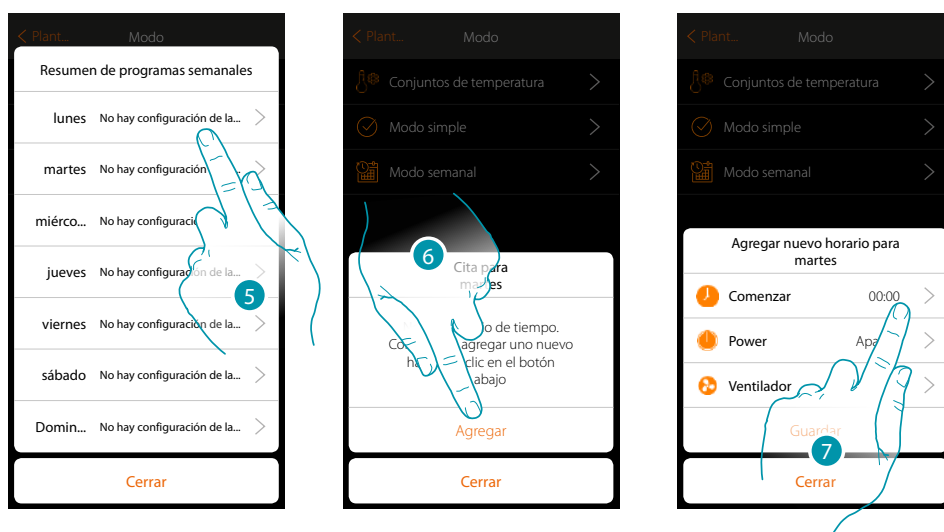 Plant... Modo
Resumen de programas semanales
lunes No hay configuración de la...
martes No hay configuración
miérco... No hay
jueves No hay configuración de la...
viernes No hay configuración de la...
sábado No hay configuración de la...
Domin... No hay configuración de la...
Cerrar
5
Plant... Modo
Conjuntos de temperatura
Modo simple
Modo semanal
6
Cita para
martes
de tiempo.
agregar uno nuevo
clic en el botón
abajo
Agregar
Cerrar
Plant... Modo
Conjuntos de temperatura
Modo simple
Modo semanal
Agregar nuevo horario para
martes
Comenzar 00:00
Power
Ventilador
Guardar
7
Cerrar